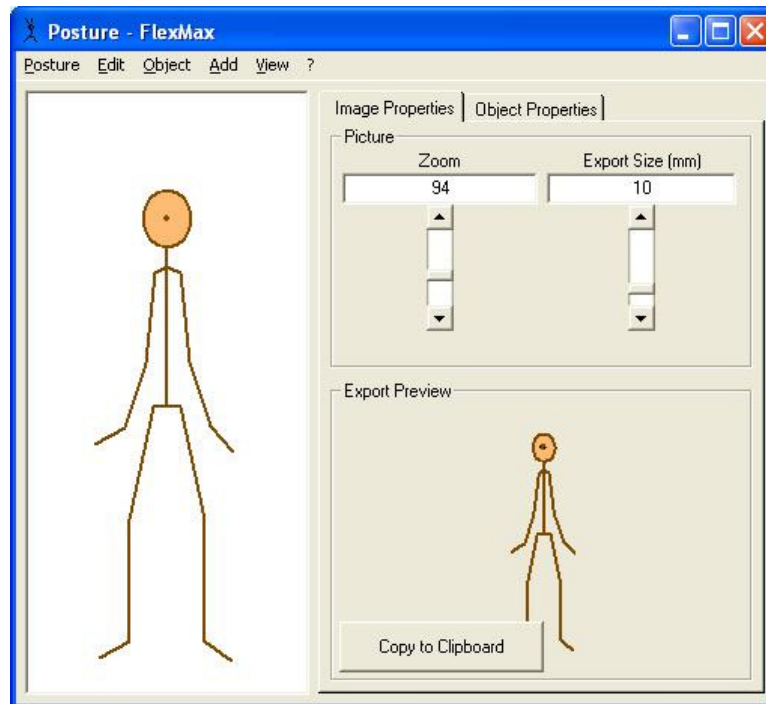 Posture - FlexMax
Posture Edit Object Add View ?
Image Properties Object Properties
Picture
Zoom Export Size (mm)
94 10
Export Preview
Copy to Clipboard